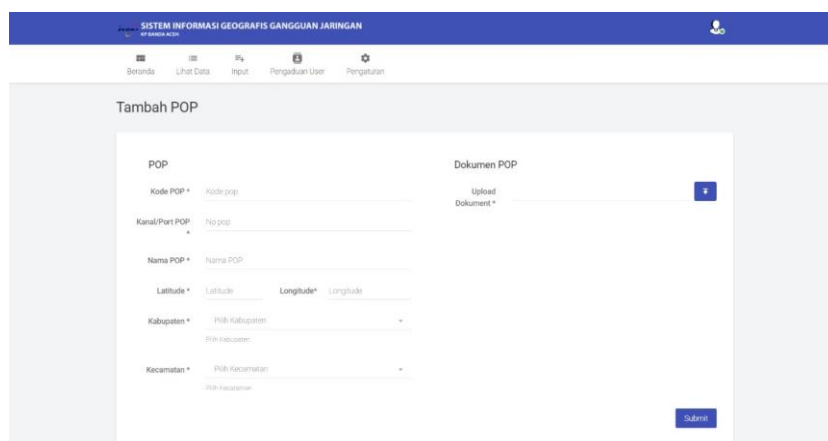 SISTEM INFORMASI GEOGRAFIS GANGGUAN JARINGAN
KP BANDA ACEH
Beranda Lihat Data Input Pengaduan User Pengaturan
Tambah POP
POP
Kode POP * Kode pop
Kanal/Port POP * No pop
Nama POP * Nama POP
Latitude * Latitude Longitude* Longitude
Kabupaten * Pilih Kabupaten
Pilih Kabupaten
Kecamatan * Pilih Kecamatan
Pilih Kecamatan
Dokumen POP
Upload
Dokument *
Submit